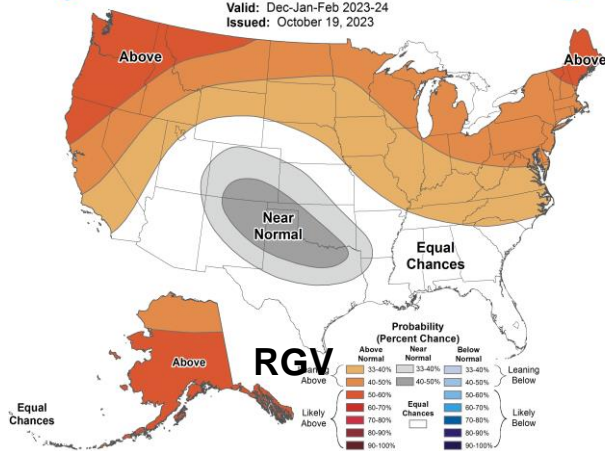 Valid: Dec-Jan-Feb 2023-24
Issued: October 19, 2023
Above
Above
Near
Normal
Equal
Chances
Above
Equal
Chances
RGV
Probability
(Percent Chance)
Above
Normal
Near
Normal
Below
Normal
Above
33-40%
33-40%
33-40%
Leaning
Below
40-50%
40-50%
40-50%
Likely
Above
50-60%
60-70%
70-80%
80-90%
90-100%
Equal
Chances
50-60%
60-70%
70-80%
80-90%
90-100%
Likely
Below